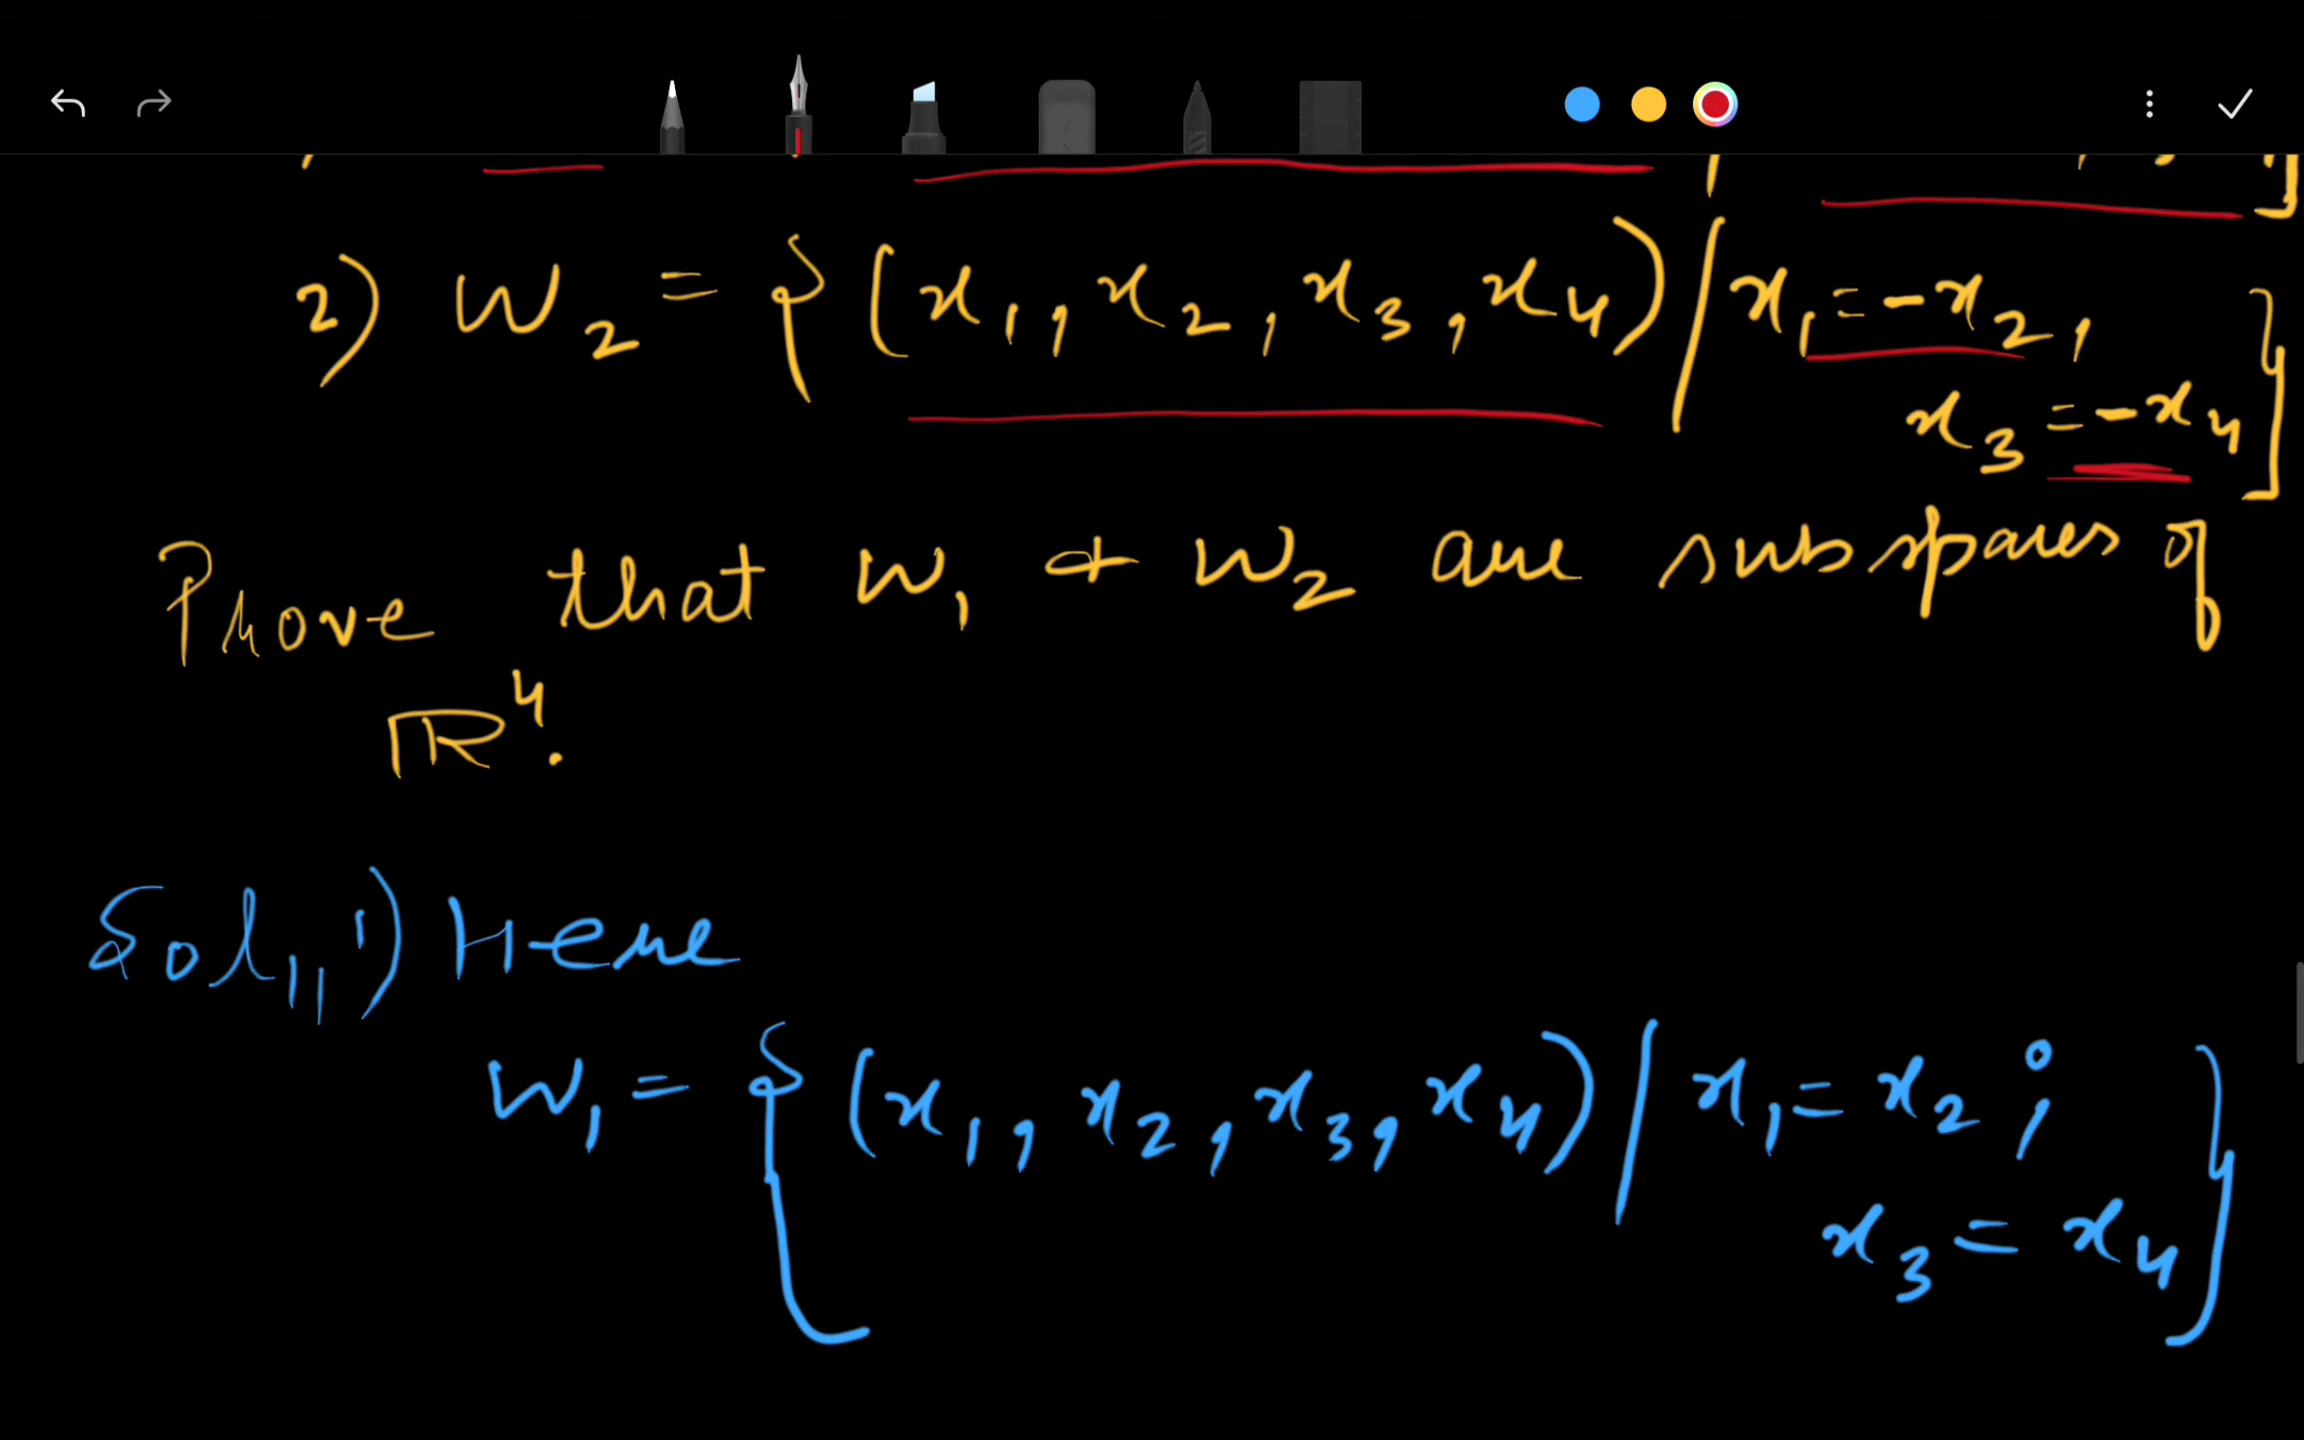 2) W₂ = {(x₁, x₂, x₃, x₄) / x₁ = -x₂,
x₃ = -x₄}
Prove that W₁ & W₂ are subspaces of
ℝ⁴.
Sol,, 1) Here
W₁ = {(x₁, x₂, x₃, x₄) / x₁ = x₂ ;
x₃ = x₄}